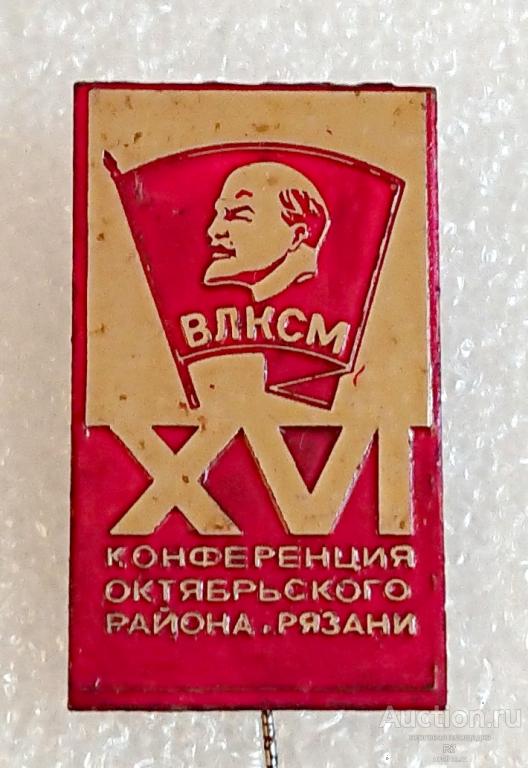 ВЛКСМ
XVI
КОНФЕРЕНЦИЯ
ОКТЯБРЬСКОГО
РАЙОНА г. РЯЗАНИ
Auction.ru